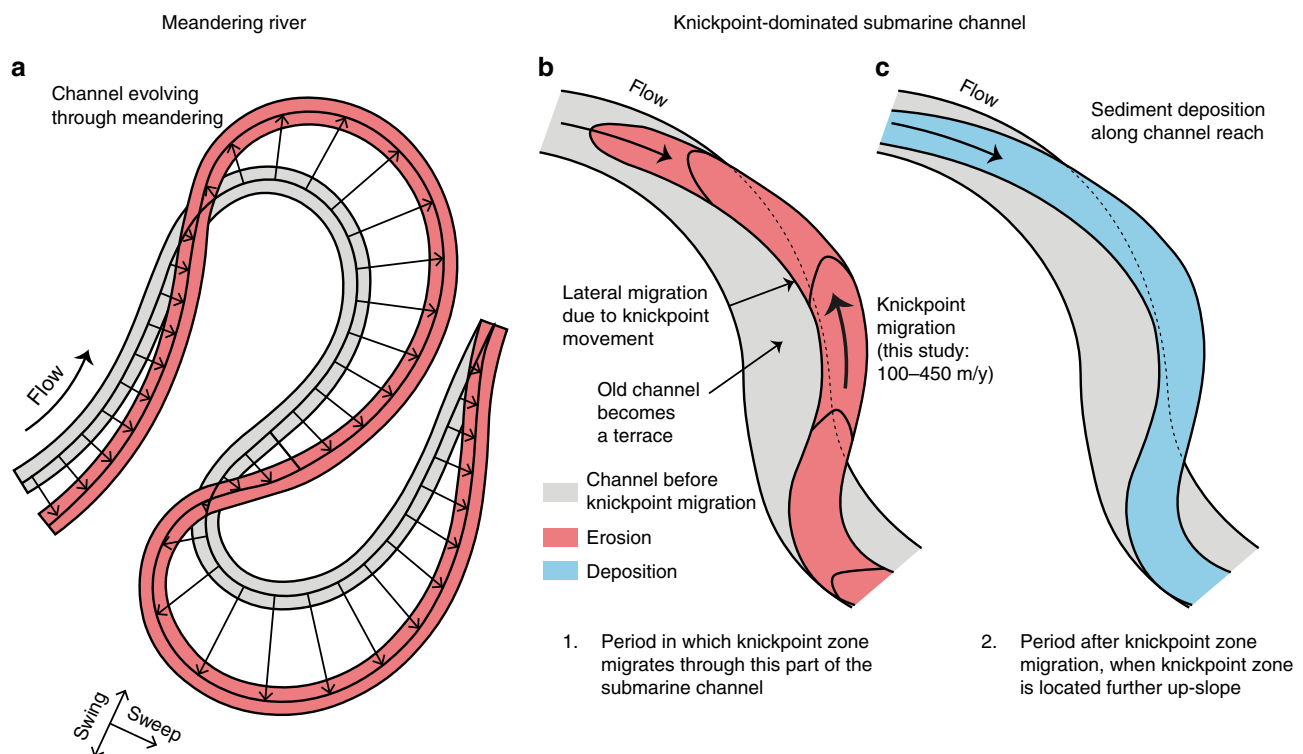 Meandering river
Knickpoint-dominated submarine channel
a
Channel evolving
through meandering
Flow
Swing
Sweep
b
Flow
Lateral migration
due to knickpoint
movement
Old channel
becomes
a terrace
Knickpoint
migration
(this study:
100–450 m/y)
Channel before
knickpoint migration
Erosion
Deposition
1. Period in which knickpoint zone
migrates through this part of the
submarine channel
c
Flow
Sediment deposition
along channel reach
2. Period after knickpoint zone
migration, when knickpoint zone
is located further up-slope